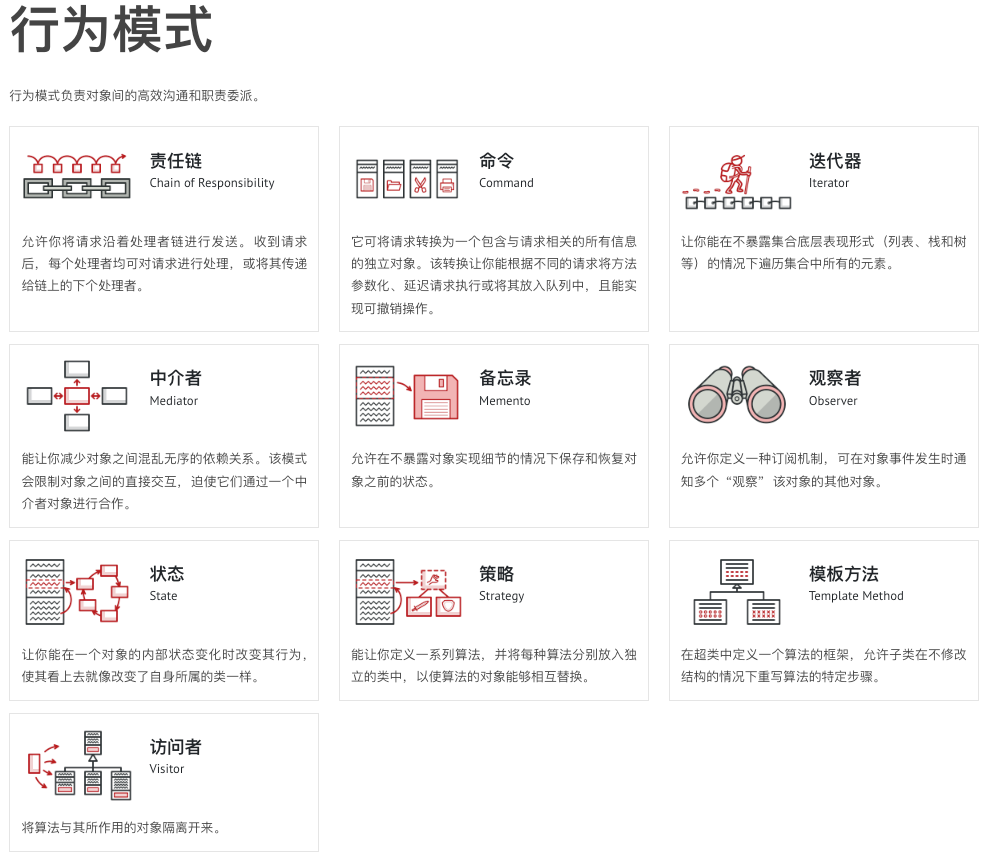 行为模式
行为模式负责对象间的高效沟通和职责委派。
责任链
Chain of Responsibility
允许你将请求沿着处理者链进行发送。收到请求
后，每个处理者均可对请求进行处理，或将其传递
给链上的下个处理者。
命令
Command
它可将请求转换为一个包含与请求相关的所有信息
的独立对象。该转换让你能根据不同的请求将方法
参数化、延迟请求执行或将其放入队列中，且能实
现可撤销操作。
迭代器
Iterator
让你能在不暴露集合底层表现形式（列表、栈和树
等）的情况下遍历集合中所有的元素。
中介者
Mediator
能让你减少对象之间混乱无序的依赖关系。该模式
会限制对象之间的直接交互，迫使它们通过一个中
介者对象进行合作。
备忘录
Memento
允许在不暴露对象实现细节的情况下保存和恢复对
象之前的状态。
观察者
Observer
允许你定义一种订阅机制，可在对象事件发生时通
知多个“观察”该对象的其他对象。
状态
State
让你能在一个对象的内部状态变化时改变其行为，
使其看上去就像改变了自身所属的类一样。
策略
Strategy
能让你定义一系列算法，并将每种算法分别放入独
立的类中，以使算法的对象能够相互替换。
模板方法
Template Method
在超类中定义一个算法的框架，允许子类在不修改
结构的情况下重写算法的特定步骤。
访问者
Visitor
将算法与其所作用的对象隔离开来。